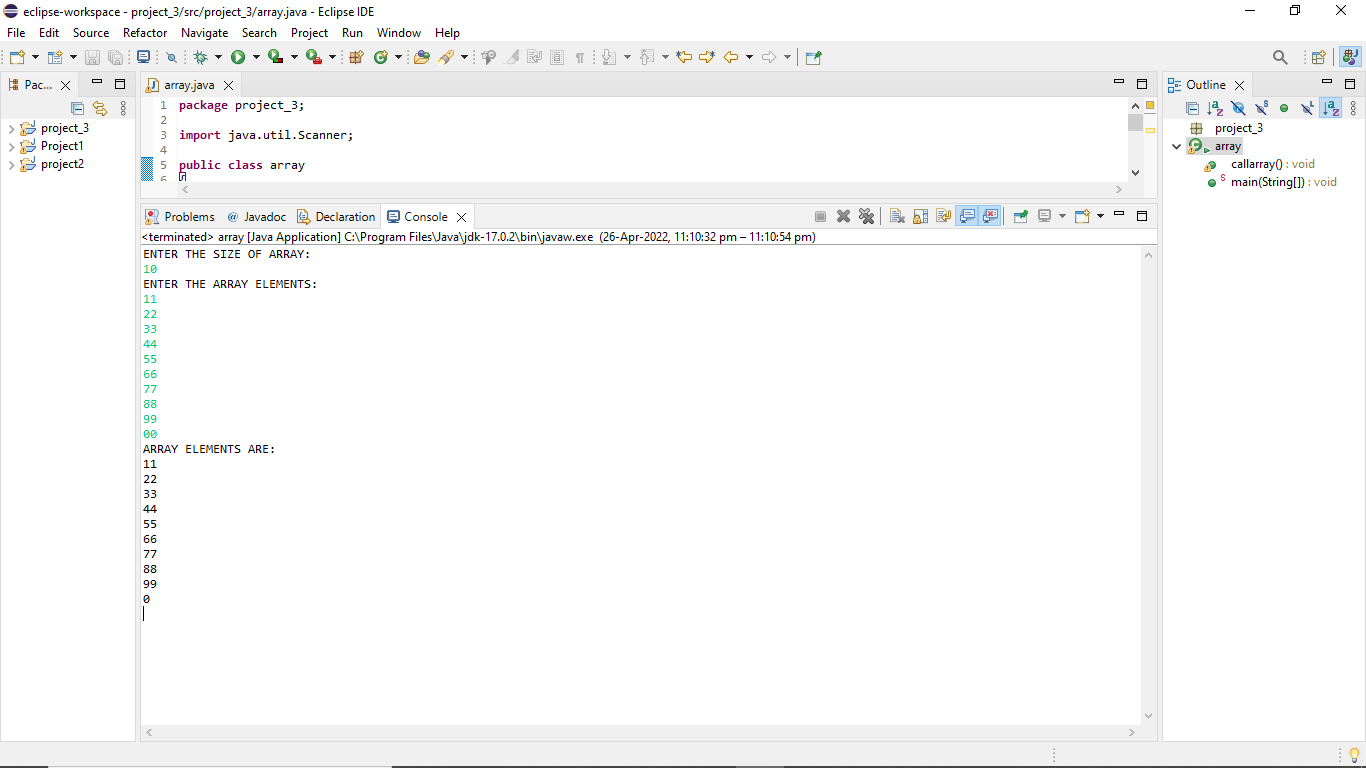 eclipse-workspace - project_3/src/project_3/array.java - Eclipse IDE
File Edit Source Refactor Navigate Search Project Run Window Help
Pac...
project_3
Project1
project2
array.java
1 package project_3;
2
3 import java.util.Scanner;
4
5 public class array
6 {
Problems @ Javadoc Declaration Console
<terminated> array [Java Application] C:\Program Files\Java\jdk-17.0.2\bin\javaw.exe (26-Apr-2022, 11:10:32 pm – 11:10:54 pm)
ENTER THE SIZE OF ARRAY:
10
ENTER THE ARRAY ELEMENTS:
11
22
33
44
55
66
77
88
99
00
ARRAY ELEMENTS ARE:
11
22
33
44
55
66
77
88
99
0
Outline
project_3
array
callarray() : void
main(String[]) : void